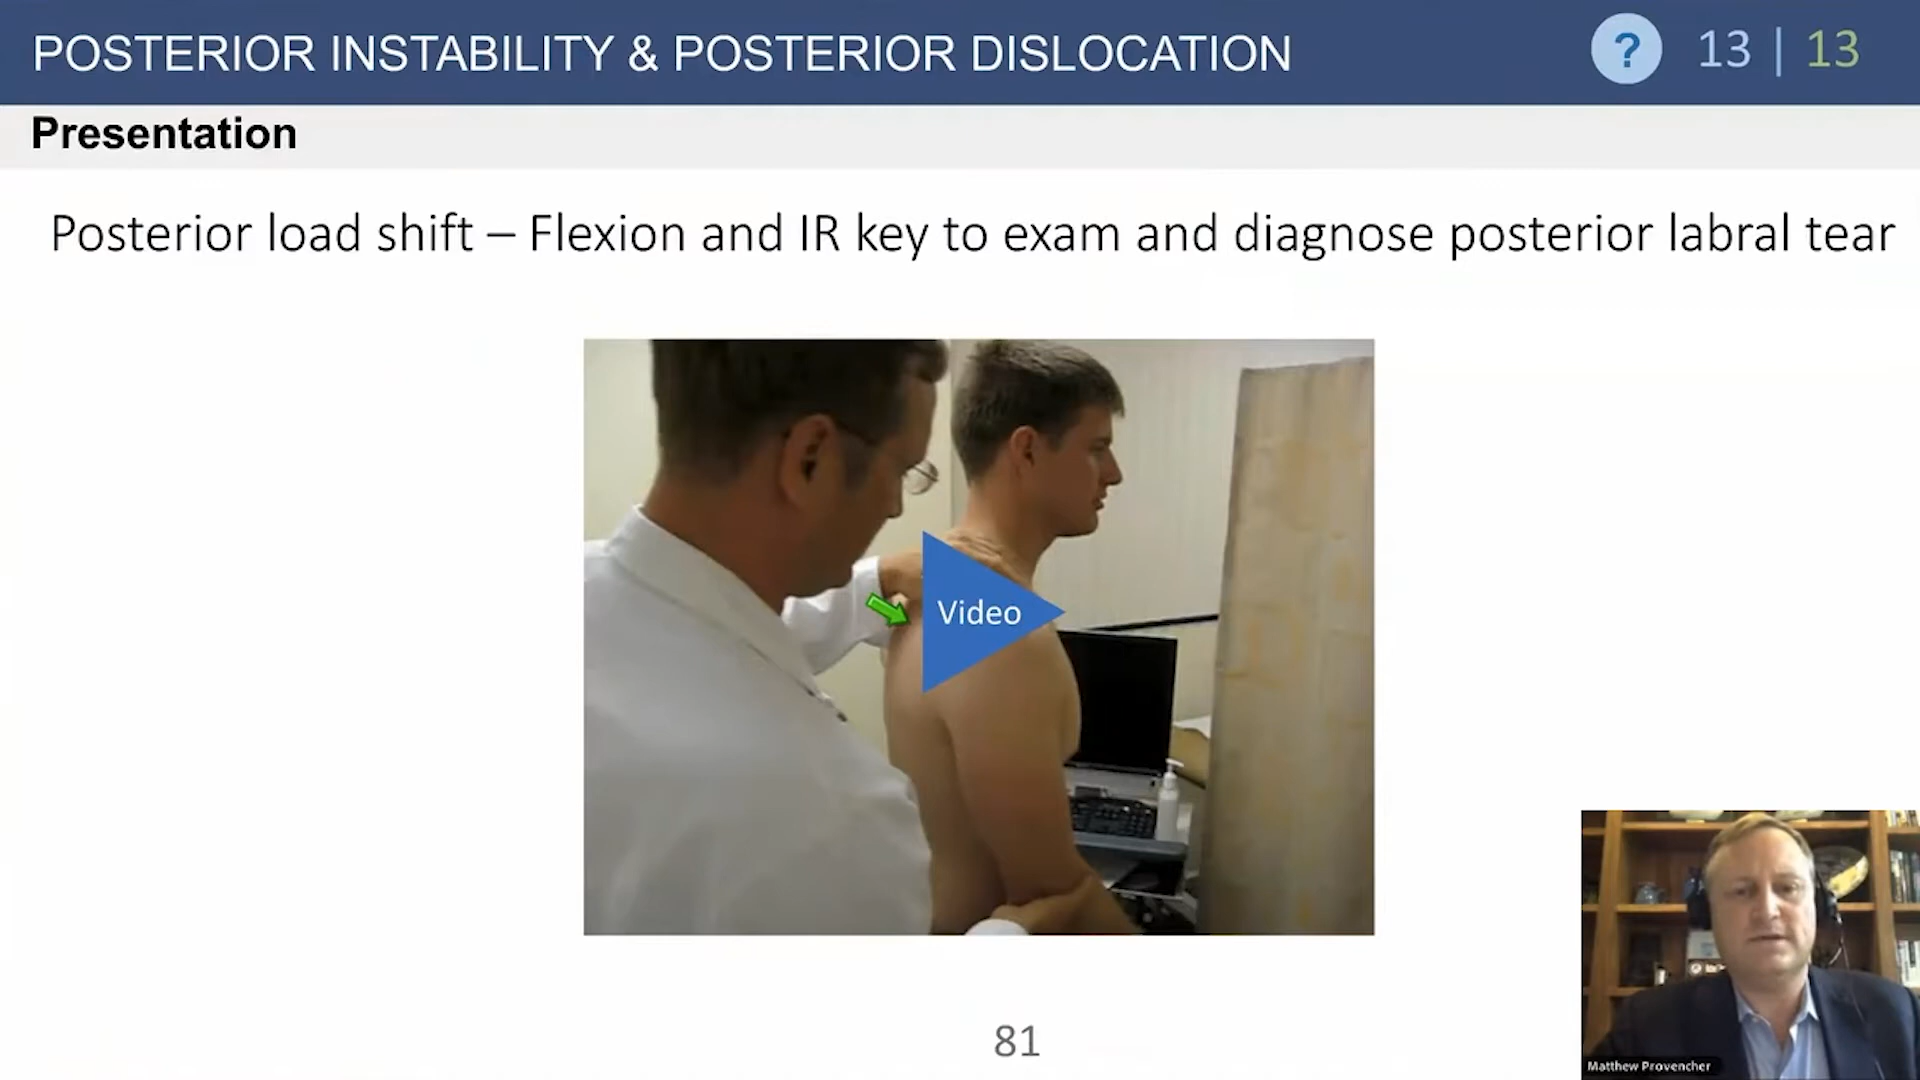 POSTERIOR INSTABILITY & POSTERIOR DISLOCATION
? 13 | 13
Presentation
Posterior load shift – Flexion and IR key to exam and diagnose posterior labral tear
Video
81
Matthew Provencher